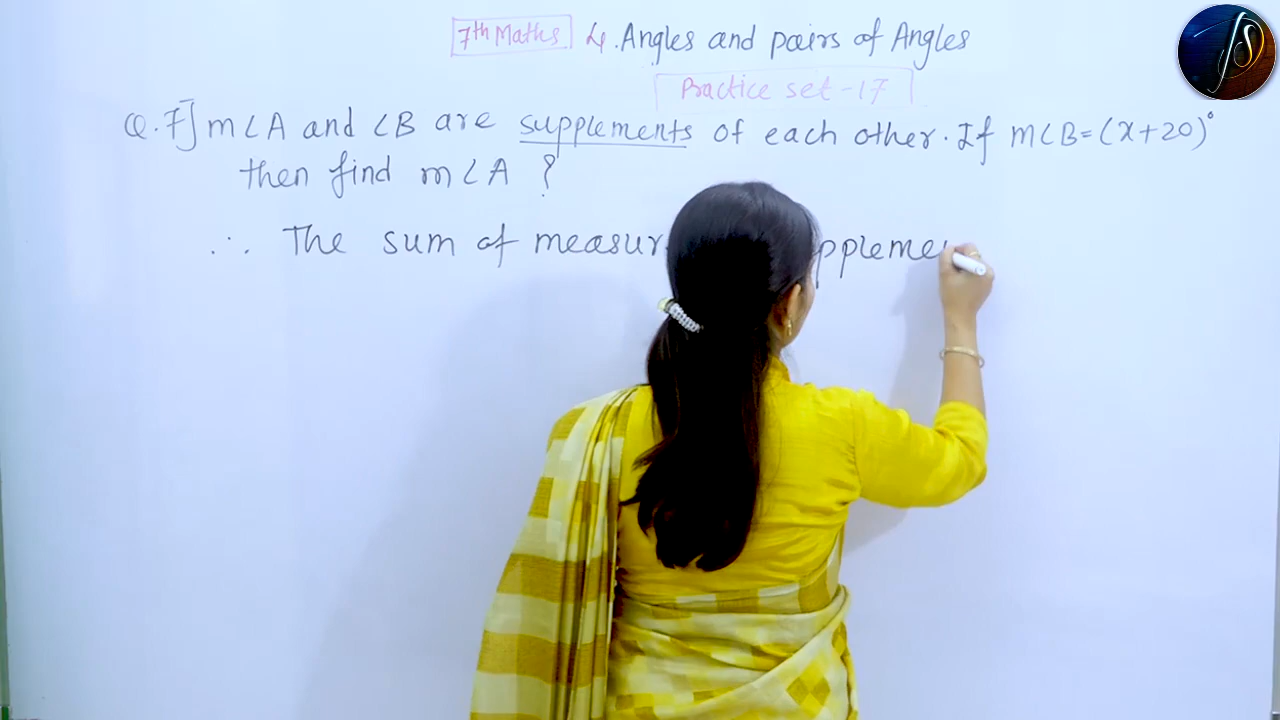 7th Maths 4. Angles and pairs of Angles
Practice set-17
Q.7] m∠A and ∠B are supplements of each other. If m∠B=(x+20)°
then find m∠A ?
∴ The sum of measur ppleme